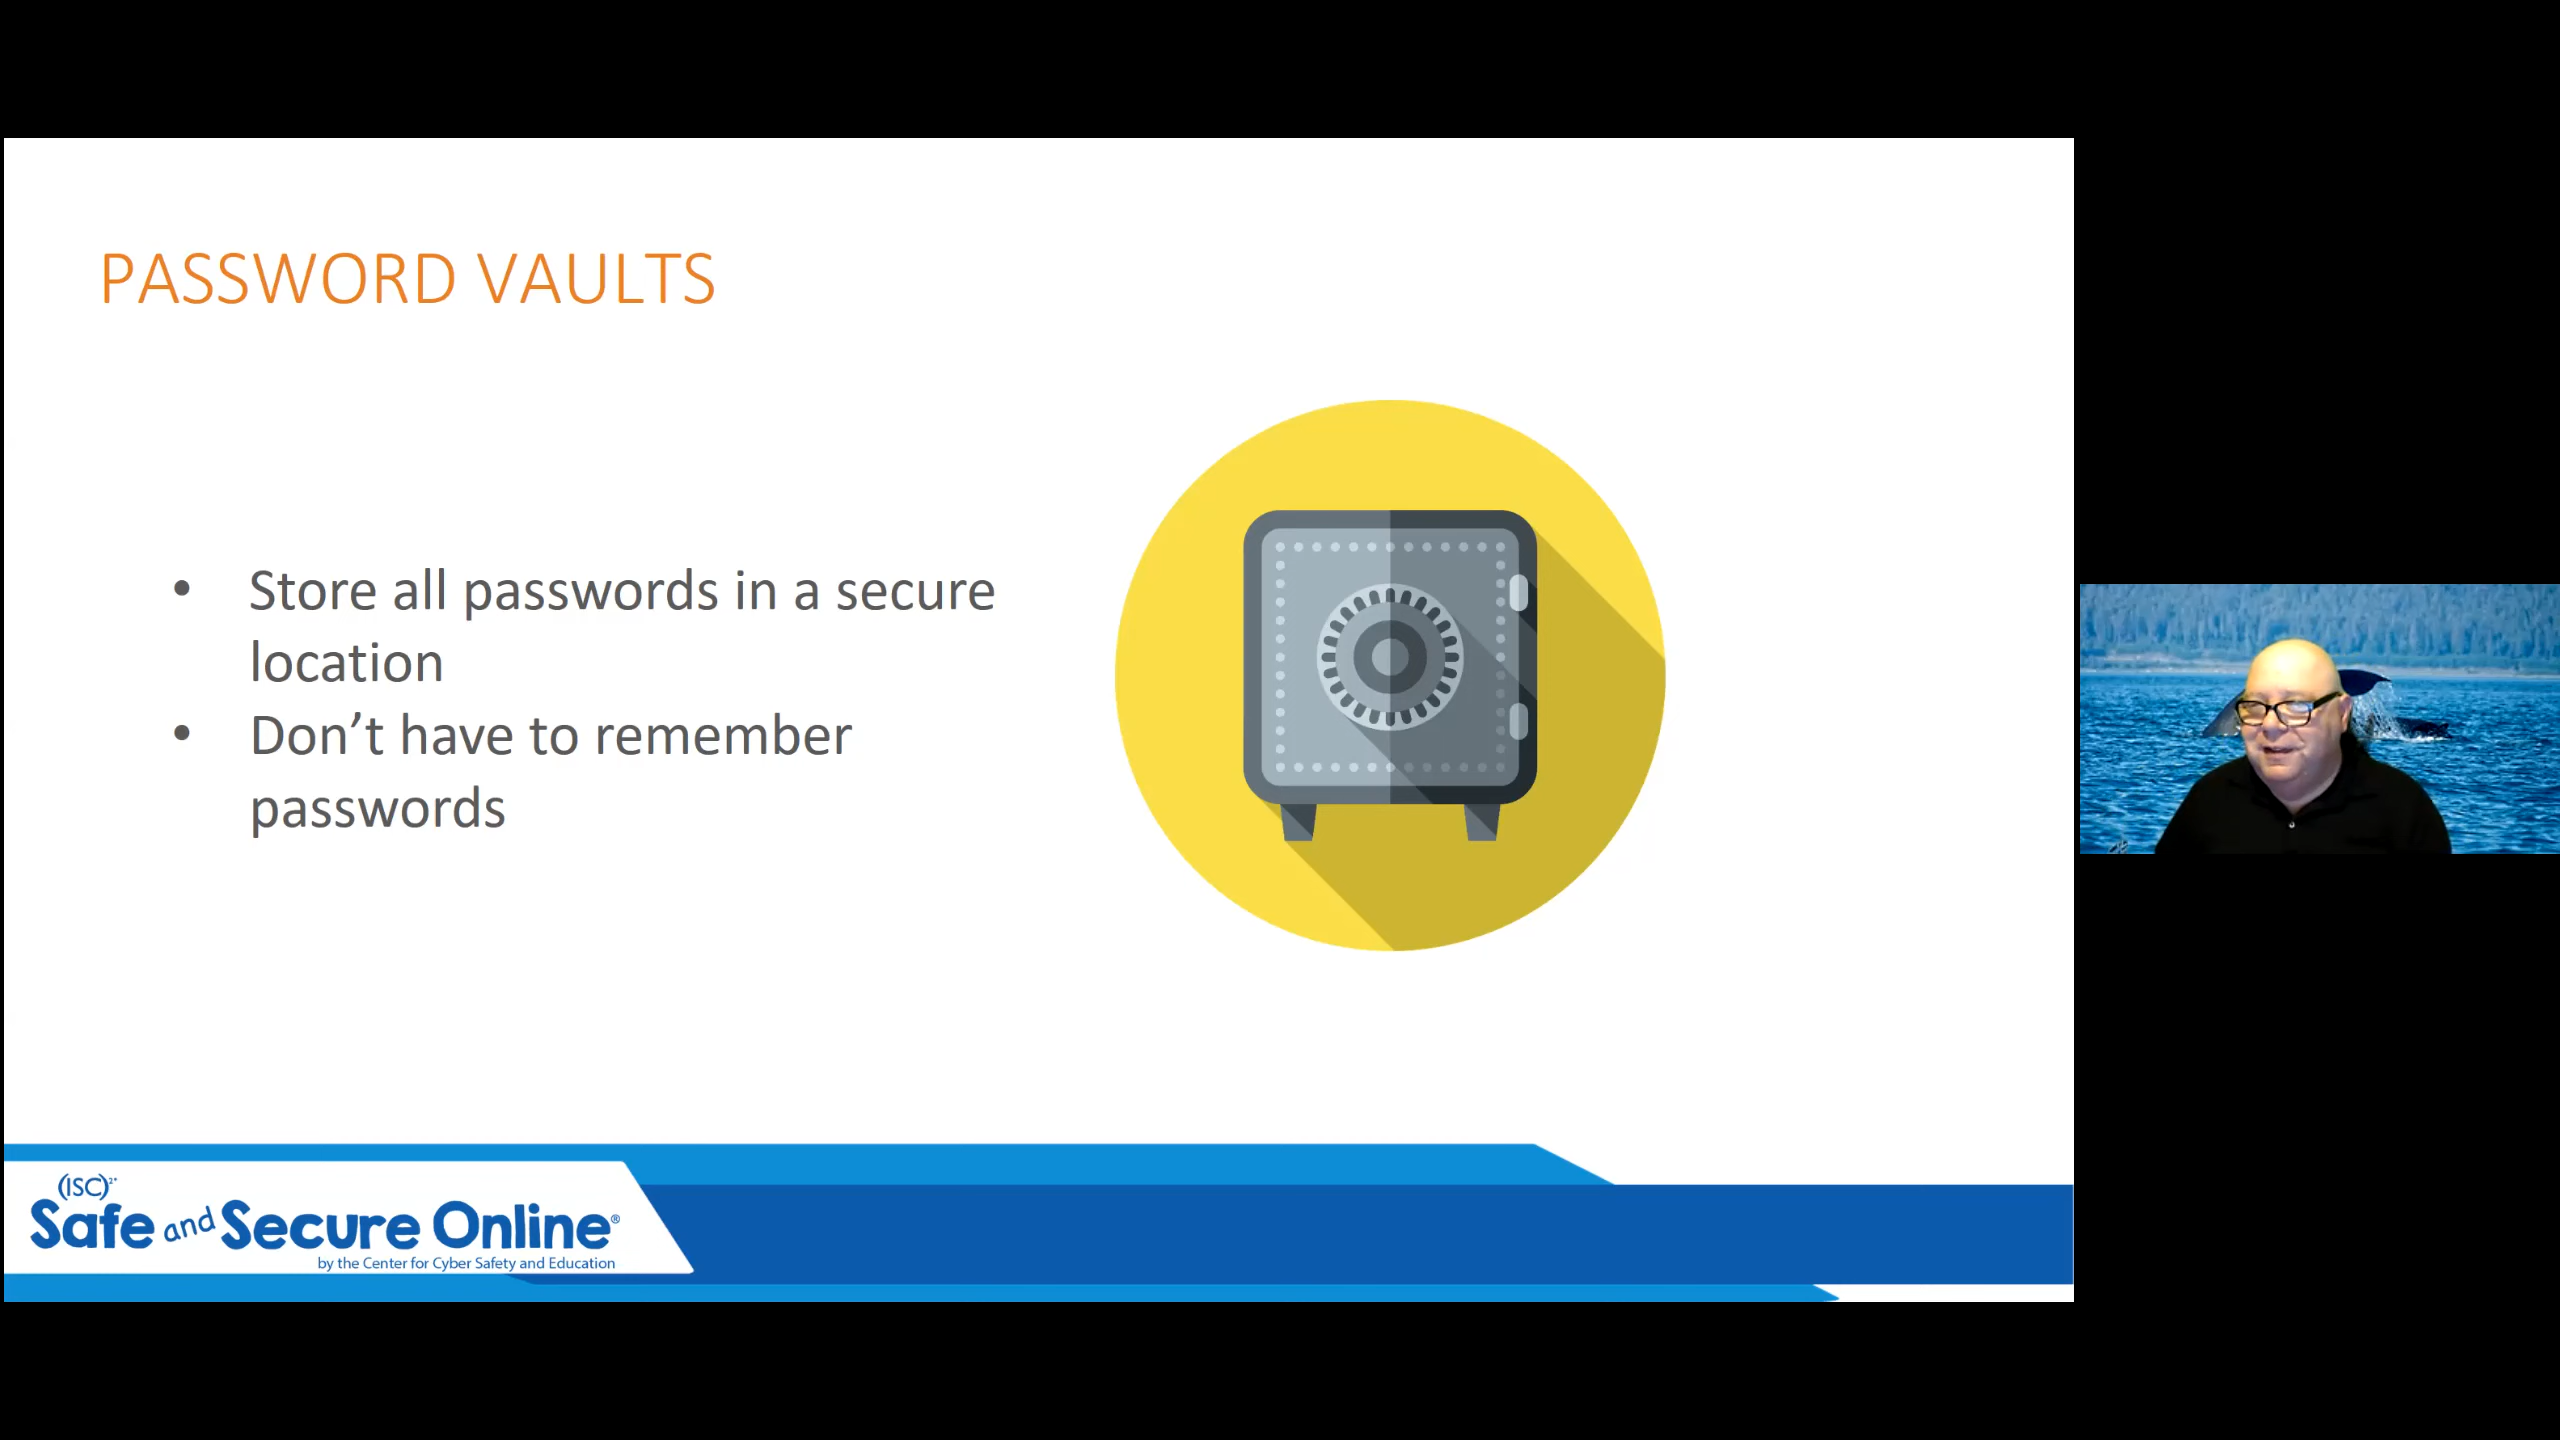 PASSWORD VAULTS
• Store all passwords in a secure
location
• Don’t have to remember
passwords
(ISC)²®
Safe and Secure Online®
by the Center for Cyber Safety and Education